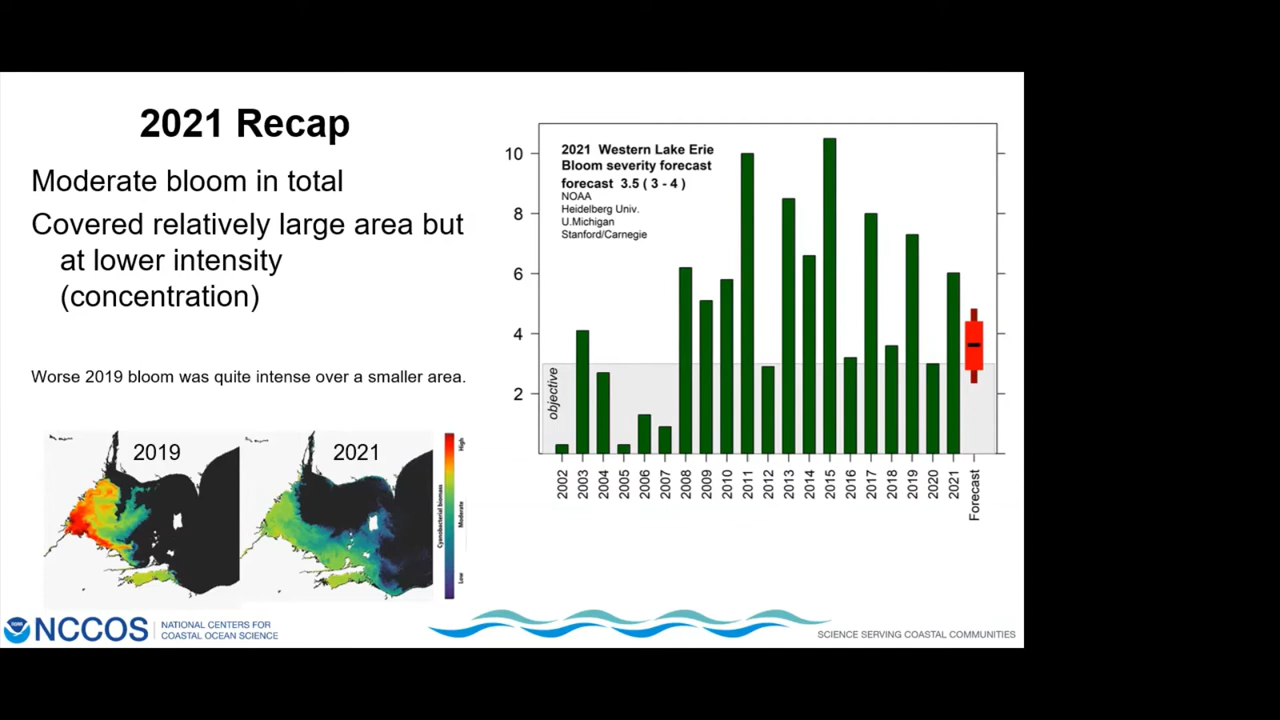 2021 Recap
Moderate bloom in total
Covered relatively large area but
at lower intensity
(concentration)
Worse 2019 bloom was quite intense over a smaller area.
2019
2021
High
Moderate
Low
Cyanobacterial biomass
2021 Western Lake Erie
Bloom severity forecast
forecast 3.5 ( 3 - 4 )
NOAA
Heidelberg Univ.
U.Michigan
Stanford/Carnegie
10
8
6
4
2
objective
2002
2003
2004
2005
2006
2007
2008
2009
2010
2011
2012
2013
2014
2015
2016
2017
2018
2019
2020
2021
Forecast
NCCOS
NATIONAL CENTERS FOR
COASTAL OCEAN SCIENCE
SCIENCE SERVING COASTAL COMMUNITIES